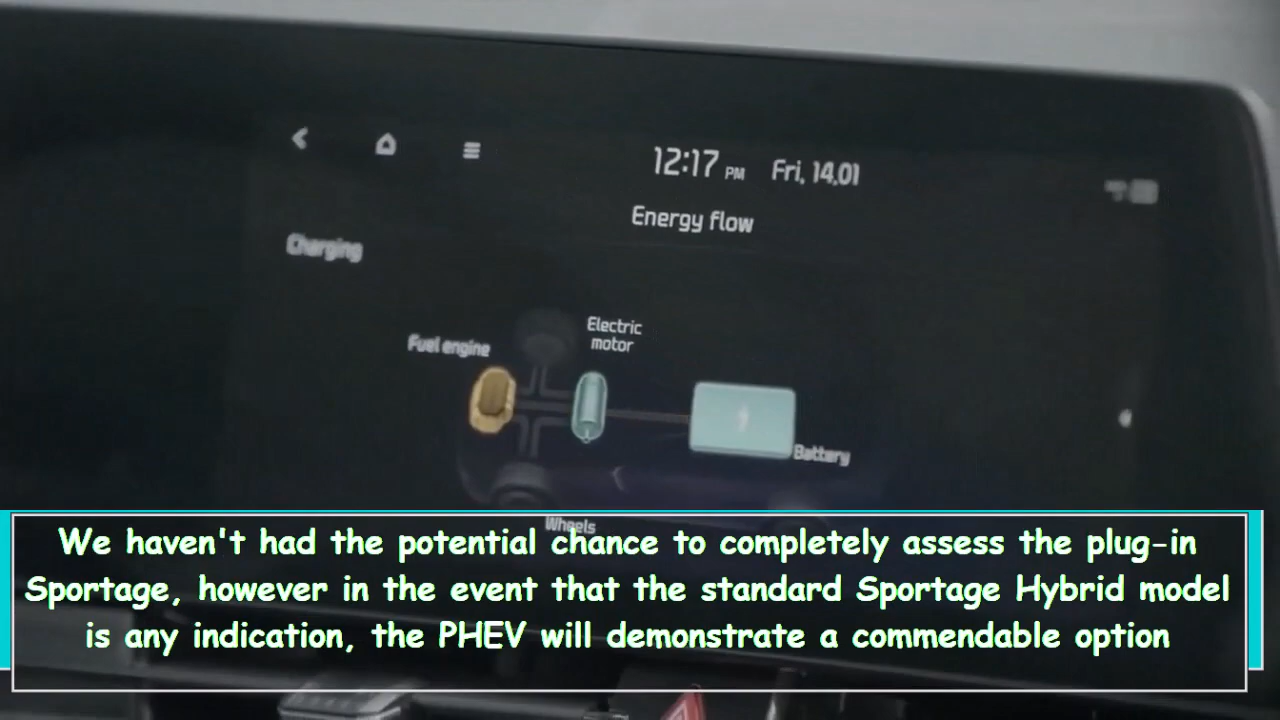 12:17 PM Fri, 14.01
Energy flow
Charging
Electric
motor
Fuel engine
Battery
Wheels
We haven't had the potential chance to completely assess the plug-in
Sportage, however in the event that the standard Sportage Hybrid model
is any indication, the PHEV will demonstrate a commendable option